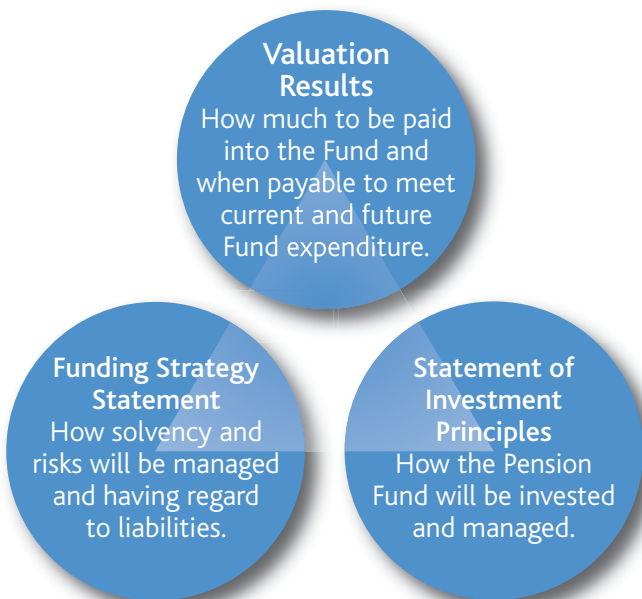 Valuation
Results
How much to be paid
into the Fund and
when payable to meet
current and future
Fund expenditure.
Funding Strategy
Statement
How solvency and
risks will be managed
and having regard
to liabilities.
Statement of
Investment
Principles
How the Pension
Fund will be invested
and managed.